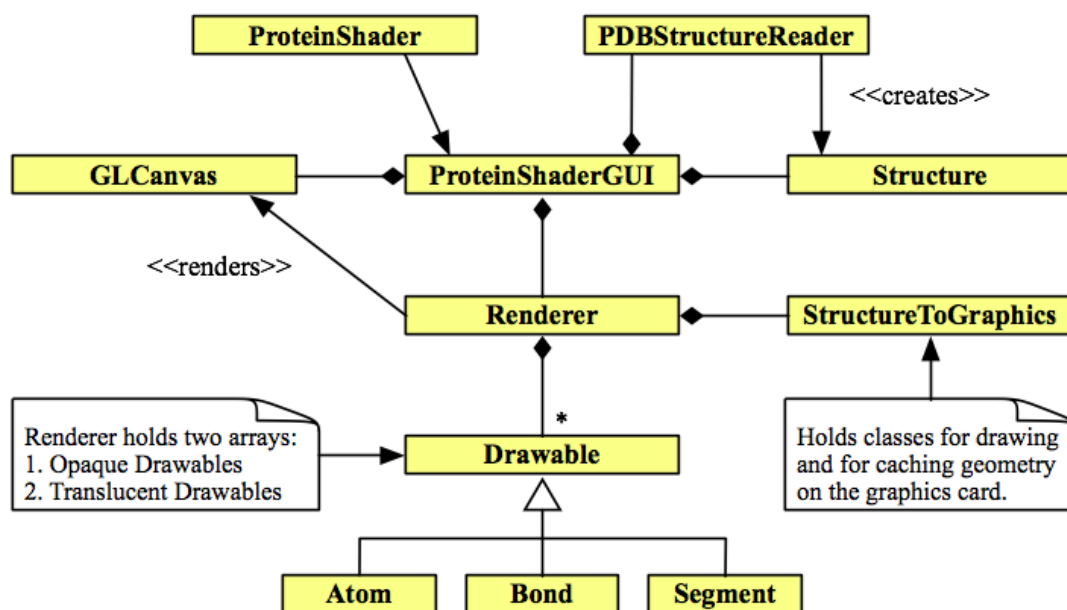 ProteinShader
PDBStructureReader
<<creates>>
GLCanvas
ProteinShaderGUI
Structure
<<renders>>
Renderer
StructureToGraphics
*
Renderer holds two arrays:
1. Opaque Drawables
2. Translucent Drawables
Drawable
Holds classes for drawing
and for caching geometry
on the graphics card.
Atom
Bond
Segment